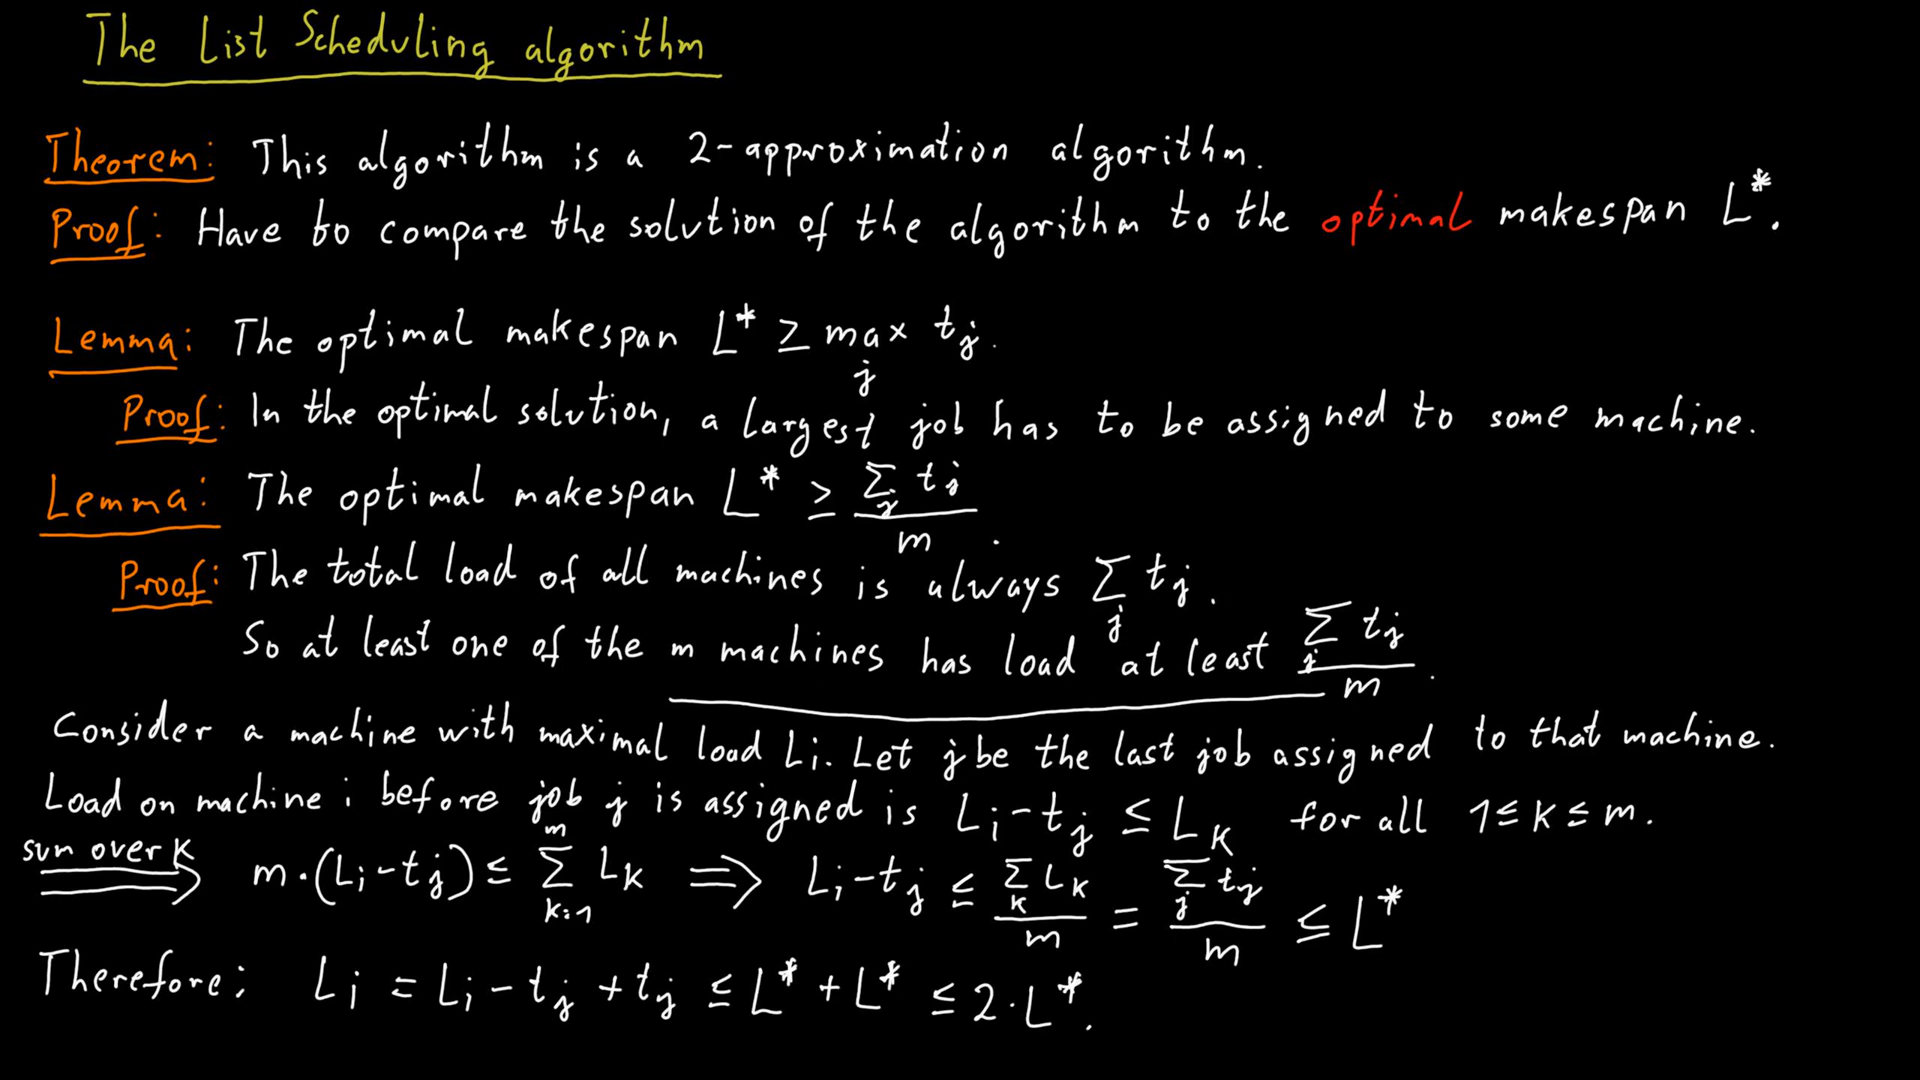 The List Scheduling algorithm
Theorem: This algorithm is a 2-approximation algorithm.
Proof: Have to compare the solution of the algorithm to the optimal makespan L*.
Lemma: The optimal makespan L* ≥ max_j t_j.
Proof: In the optimal solution, a largest job has to be assigned to some machine.
Lemma: The optimal makespan L* ≥ (∑_j t_j)/m.
Proof: The total load of all machines is always ∑_j t_j.
So at least one of the m machines has load at least (∑_j t_j)/m.
Consider a machine with maximal load L_i. Let j be the last job assigned to that machine.
Load on machine i before job j is assigned is L_i - t_j ≤ L_k for all 1 ≤ k ≤ m.
sum over k ⟹ m·(L_i - t_j) ≤ ∑_{k=1}^{m} L_k ⟹ L_i - t_j ≤ (∑_k L_k)/m = (∑_j t_j)/m ≤ L*
Therefore: L_i = L_i - t_j + t_j ≤ L* + L* ≤ 2·L*.